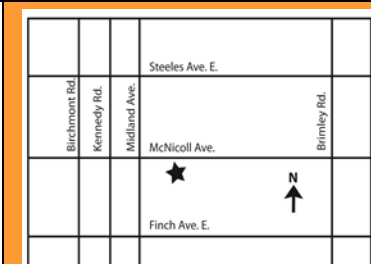 Steeles Ave. E.
Birchmont Rd.
Kennedy Rd.
Midland Ave.
Brimley Rd.
McNicoll Ave.
N
Finch Ave. E.